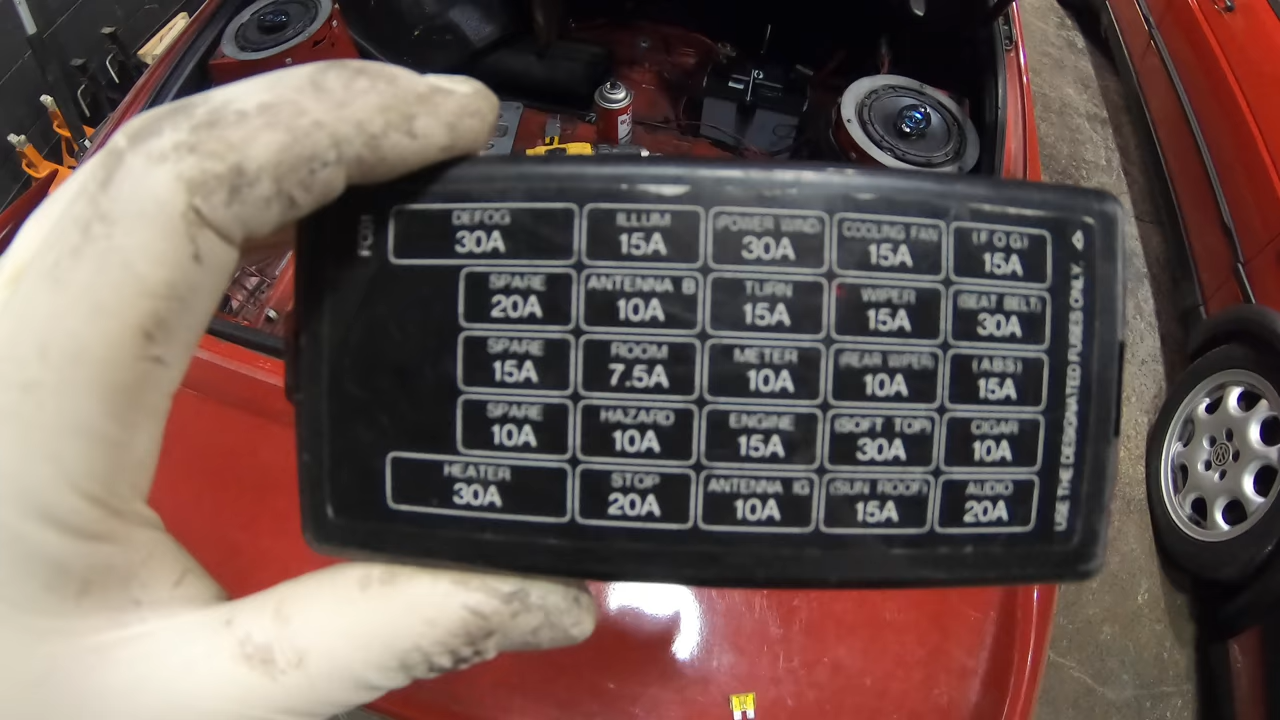 DEFOG
30A
ILLUM
15A
(POWER WIND)
30A
COOLING FAN
15A
(FOG)
15A
SPARE
20A
ANTENNA B
10A
TURN
15A
WIPER
15A
(SEAT BELT)
30A
SPARE
15A
ROOM
7.5A
METER
10A
(REAR WIPER)
10A
(ABS)
15A
SPARE
10A
HAZARD
10A
ENGINE
15A
(SOFT TOP)
30A
CIGAR
10A
HEATER
30A
STOP
20A
ANTENNA IG
10A
(SUN ROOF)
15A
AUDIO
20A
USE THE DESIGNATED FUSES ONLY.